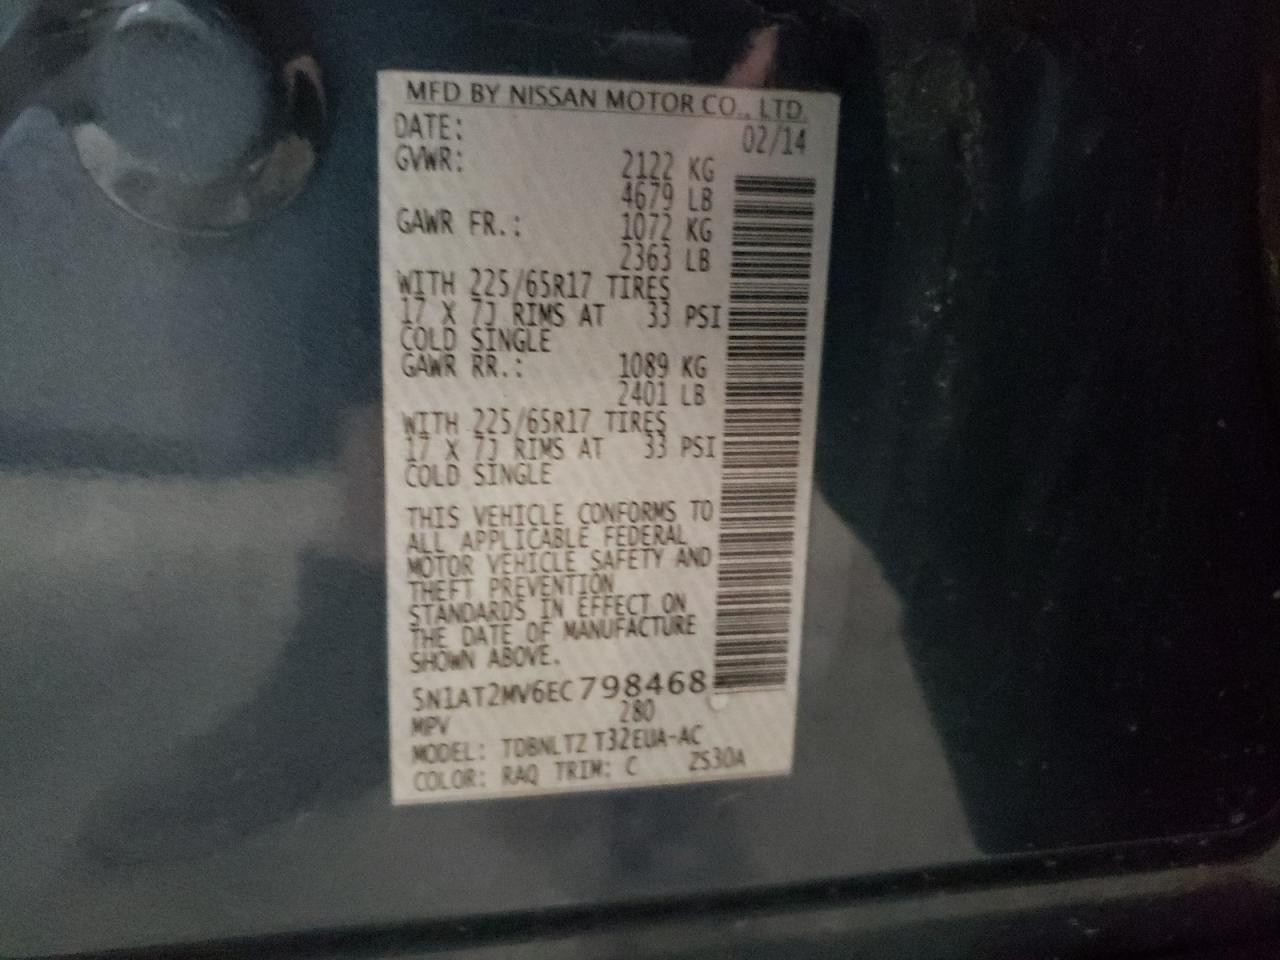 MFD BY NISSAN MOTOR CO., LTD.
DATE: 02/14
GVWR: 2122 KG
4679 LB
GAWR FR.: 1072 KG
2363 LB
WITH 225/65R17 TIRES
17 X 7J RIMS AT 33 PSI
COLD SINGLE
GAWR RR.: 1089 KG
2401 LB
WITH 225/65R17 TIRES
17 X 7J RIMS AT 33 PSI
COLD SINGLE
THIS VEHICLE CONFORMS TO
ALL APPLICABLE FEDERAL
MOTOR VEHICLE SAFETY AND
THEFT PREVENTION
STANDARDS IN EFFECT ON
THE DATE OF MANUFACTURE
SHOWN ABOVE.
5N1AT2MV6EC798468
MPV 280
MODEL: TDBNLTZ T32EUA-AC
COLOR: RAQ TRIM: C ZS30A